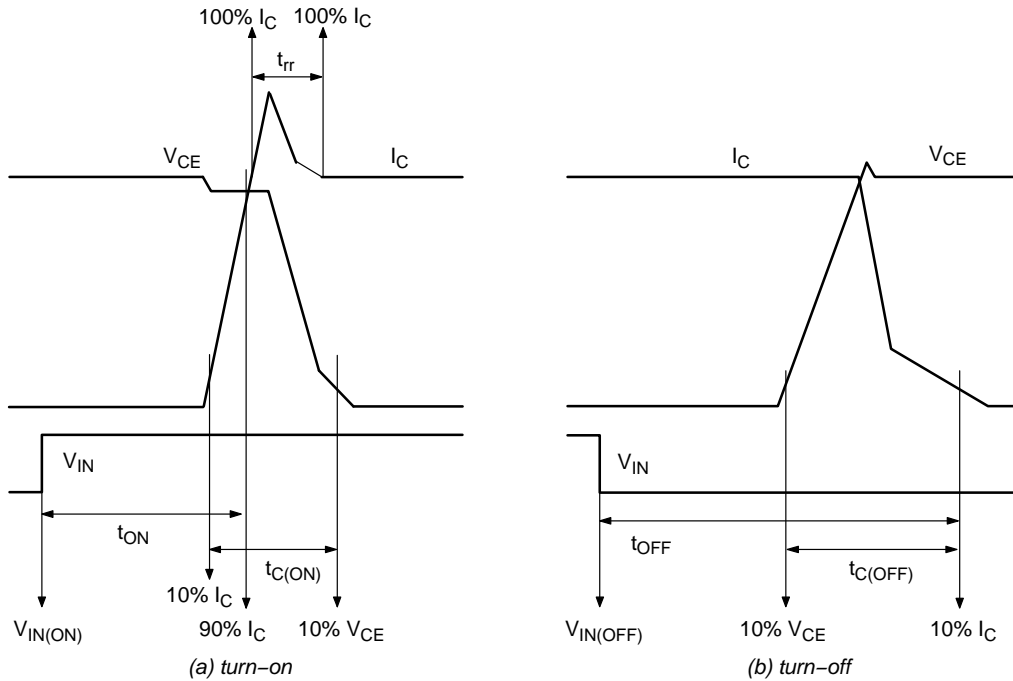 100% I_C 100% I_C
t_rr
V_CE I_C I_C V_CE
V_IN V_IN
t_ON t_OFF
t_C(ON) t_C(OFF)
10% I_C
V_IN(ON) 90% I_C 10% V_CE V_IN(OFF) 10% V_CE 10% I_C
(a) turn−on (b) turn−off